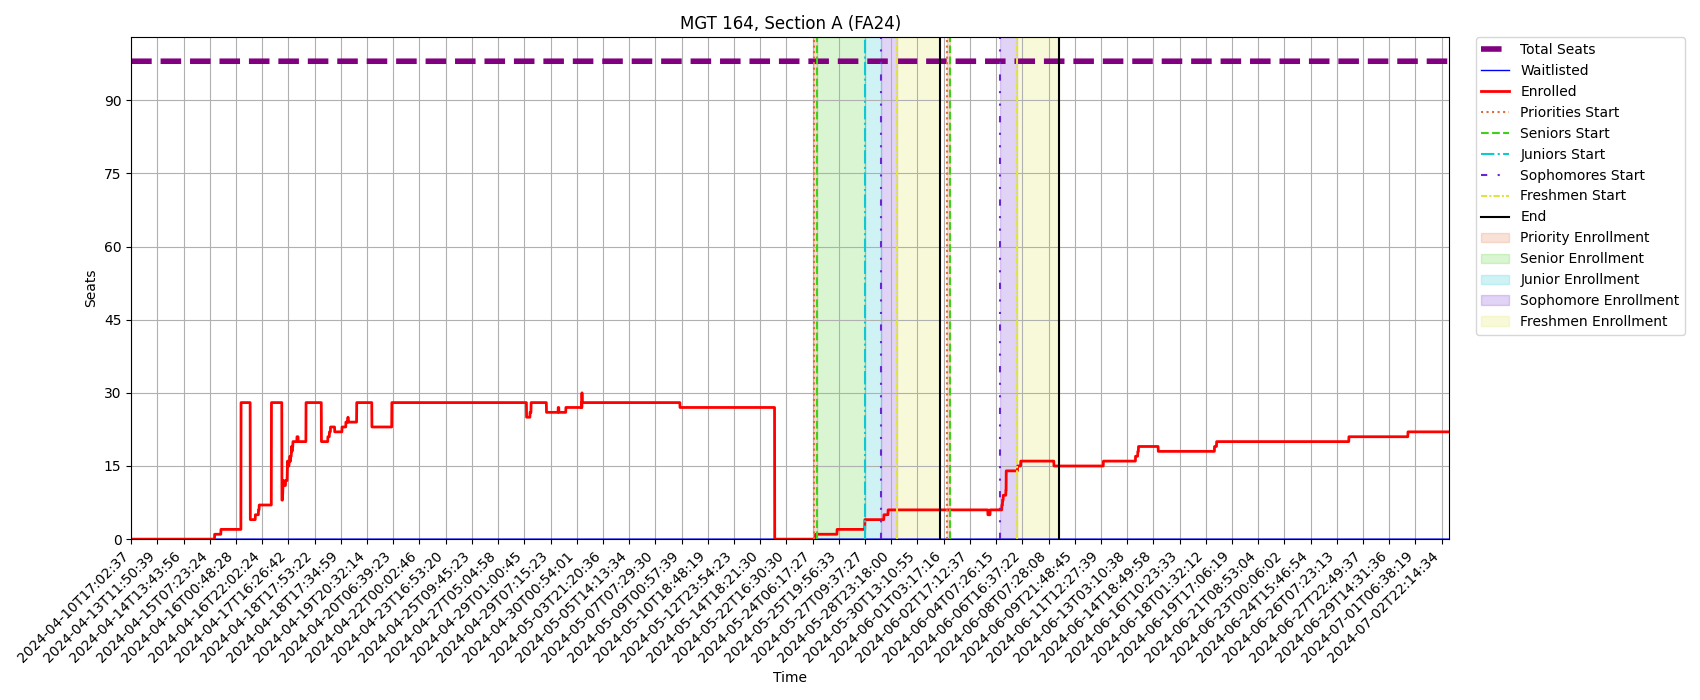 MGT 164, Section A (FA24)
Total Seats
Waitlisted
Enrolled
Priorities Start
Seniors Start
Juniors Start
Sophomores Start
Freshmen Start
End
Priority Enrollment
Senior Enrollment
Junior Enrollment
Sophomore Enrollment
Freshmen Enrollment
Seats
90
75
60
45
30
15
0
2024-04-10T17:02:37
2024-04-13T11:50:39
2024-04-14T13:43:56
2024-04-15T07:23:24
2024-04-16T00:48:28
2024-04-16T22:02:24
2024-04-17T16:26:42
2024-04-18T17:53:22
2024-04-18T17:34:59
2024-04-19T20:32:14
2024-04-20T06:39:23
2024-04-22T00:02:46
2024-04-23T16:53:20
2024-04-25T09:45:23
2024-04-27T05:04:58
2024-04-29T01:00:45
2024-04-29T07:15:23
2024-04-30T00:54:01
2024-05-03T21:20:36
2024-05-05T14:13:34
2024-05-07T07:29:30
2024-05-09T00:57:39
2024-05-10T18:48:19
2024-05-12T23:54:23
2024-05-14T18:21:30
2024-05-22T16:30:30
2024-05-24T06:17:27
2024-05-25T19:56:33
2024-05-27T09:37:27
2024-05-28T23:18:00
2024-05-30T13:10:55
2024-06-01T03:17:16
2024-06-02T17:12:37
2024-06-04T07:26:15
2024-06-06T16:37:22
2024-06-08T07:28:08
2024-06-09T21:48:45
2024-06-11T12:27:39
2024-06-13T03:10:38
2024-06-14T18:49:58
2024-06-16T10:23:33
2024-06-18T01:32:12
2024-06-19T17:06:19
2024-06-21T08:53:04
2024-06-23T00:06:02
2024-06-24T15:46:54
2024-06-26T07:23:13
2024-06-27T22:49:37
2024-06-29T14:31:36
2024-07-01T06:38:19
2024-07-02T22:14:34
Time